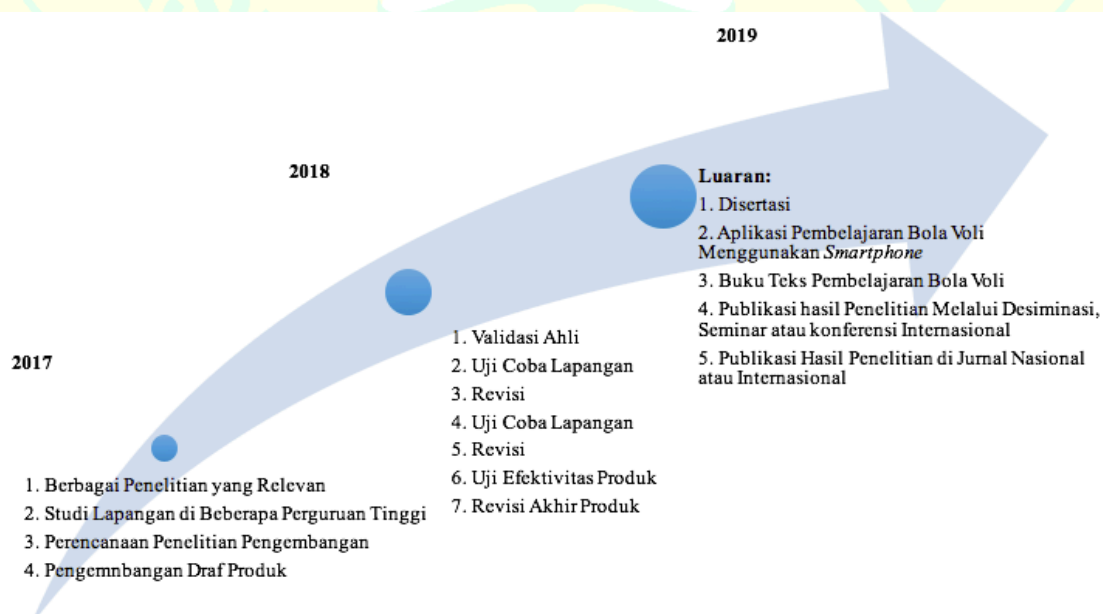 2017
1. Berbagai Penelitian yang Relevan
2. Studi Lapangan di Beberapa Perguruan Tinggi
3. Perencanaan Penelitian Pengembangan
4. Pengemnbangan Draf Produk
2018
1. Validasi Ahli
2. Uji Coba Lapangan
3. Revisi
4. Uji Coba Lapangan
5. Revisi
6. Uji Efektivitas Produk
7. Revisi Akhir Produk
2019
Luaran:
1. Disertasi
2. Aplikasi Pembelajaran Bola Voli
Menggunakan Smartphone
3. Buku Teks Pembelajaran Bola Voli
4. Publikasi hasil Penelitian Melalui Desiminasi,
Seminar atau konferensi Internasional
5. Publikasi Hasil Penelitian di Jurnal Nasional
atau Internasional